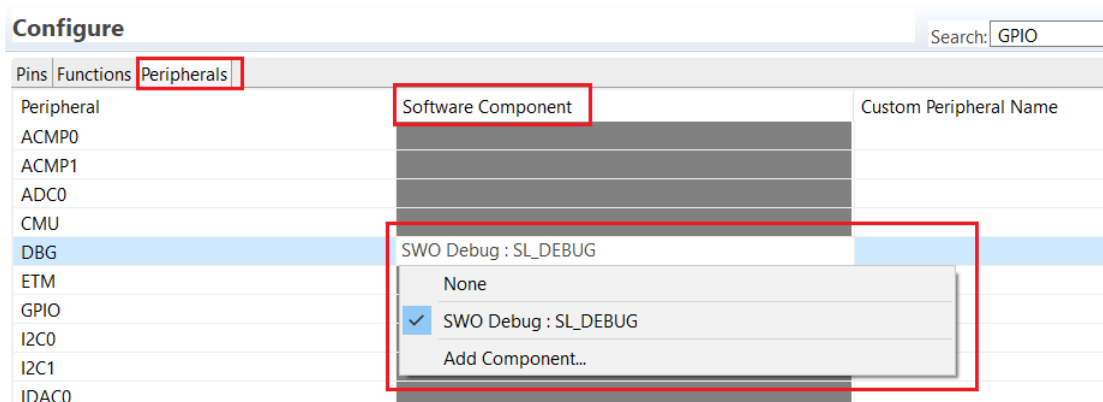 Configure
Search: GPIO
Pins Functions Peripherals
Peripheral Software Component Custom Peripheral Name
ACMP0
ACMP1
ADC0
CMU
DBG SWO Debug : SL_DEBUG
ETM None
GPIO SWO Debug : SL_DEBUG
I2C0
I2C1 Add Component...
IDAC0